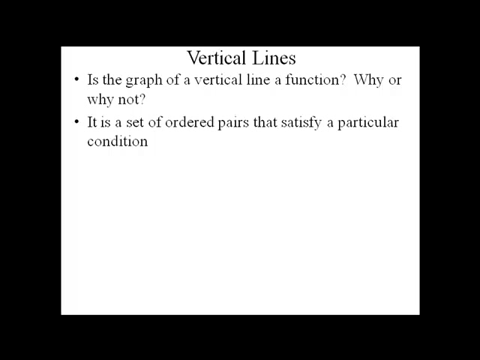 Vertical Lines
• Is the graph of a vertical line a function?  Why or
why not?
• It is a set of ordered pairs that satisfy a particular
condition